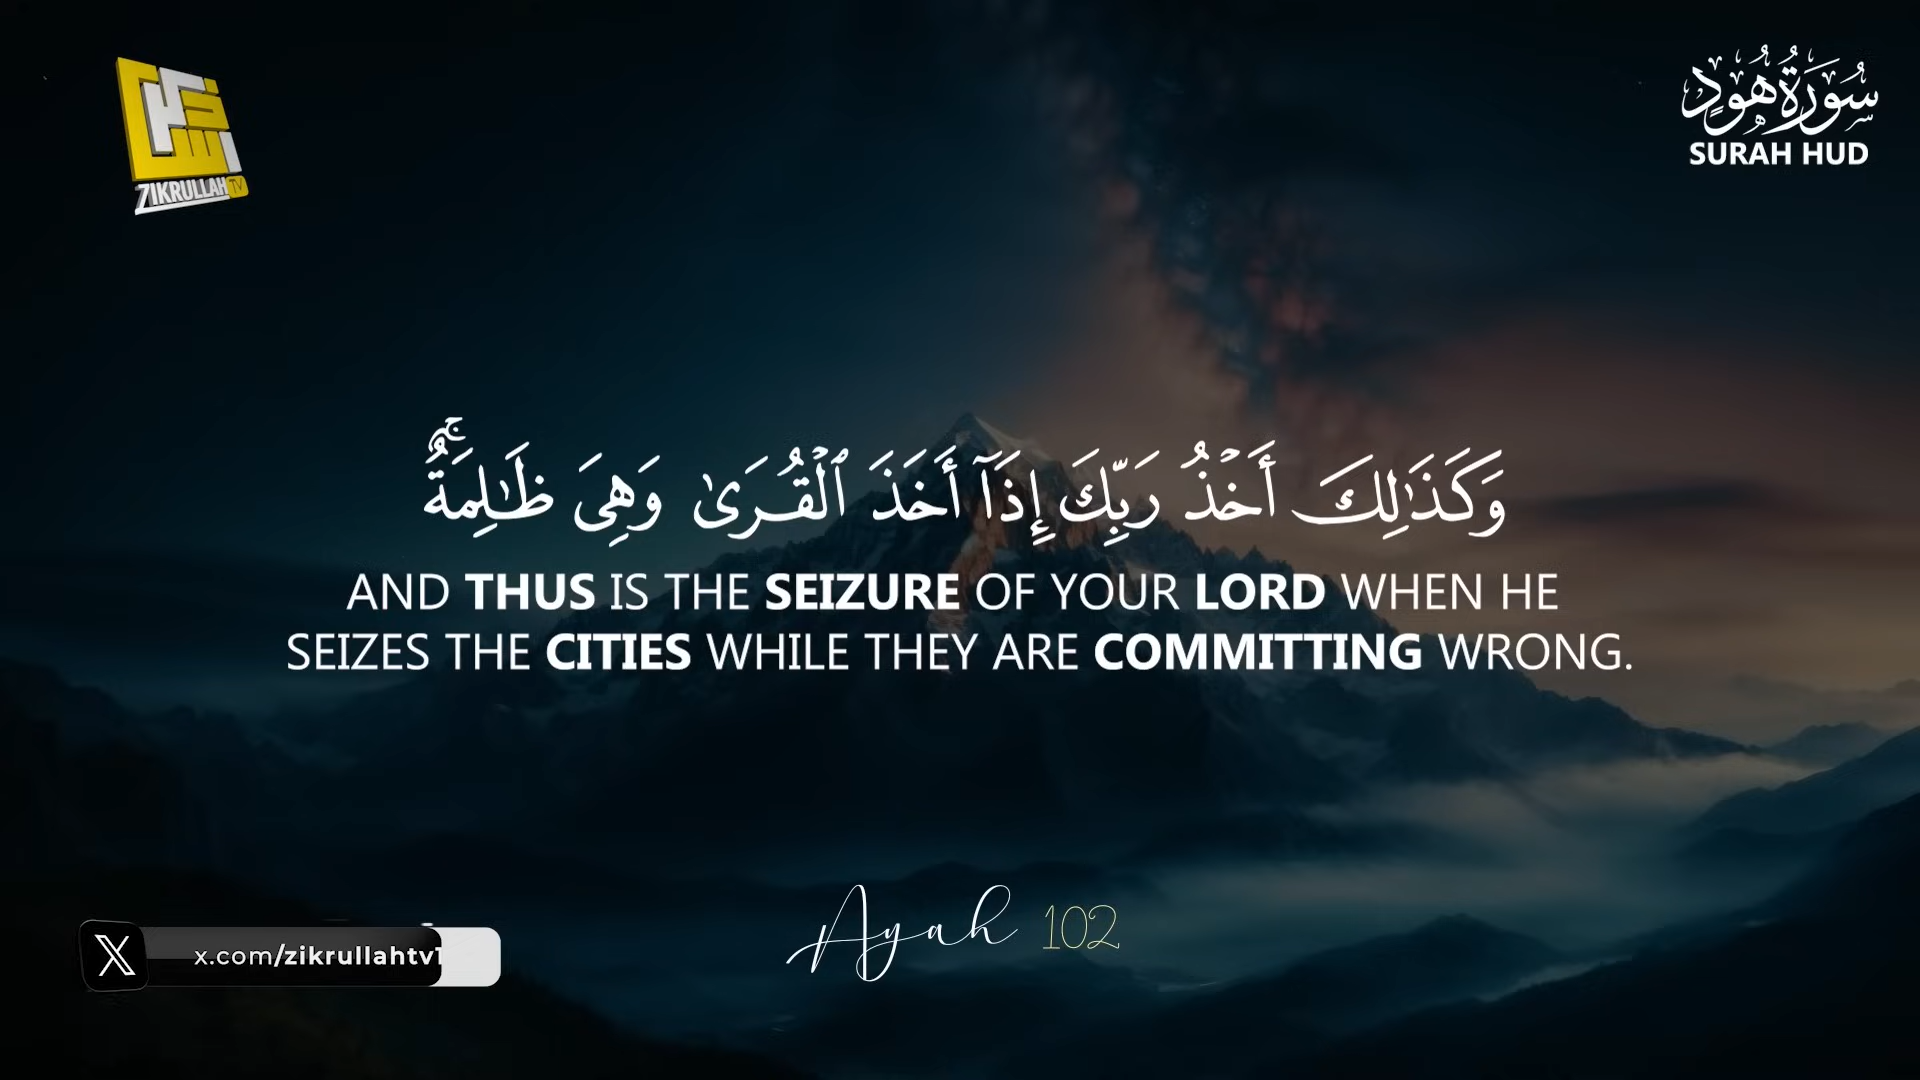 ZIKRULLAH TV
سُورَةُ هُودٍ
SURAH HUD
وَكَذَٰلِكَ أَخۡذُ رَبِّكَ إِذَآ أَخَذَ ٱلۡقُرَىٰ وَهِيَ ظَٰلِمَةٌۚ
AND THUS IS THE SEIZURE OF YOUR LORD WHEN HE
SEIZES THE CITIES WHILE THEY ARE COMMITTING WRONG.
Ayah 102
x.com/zikrullahtv1